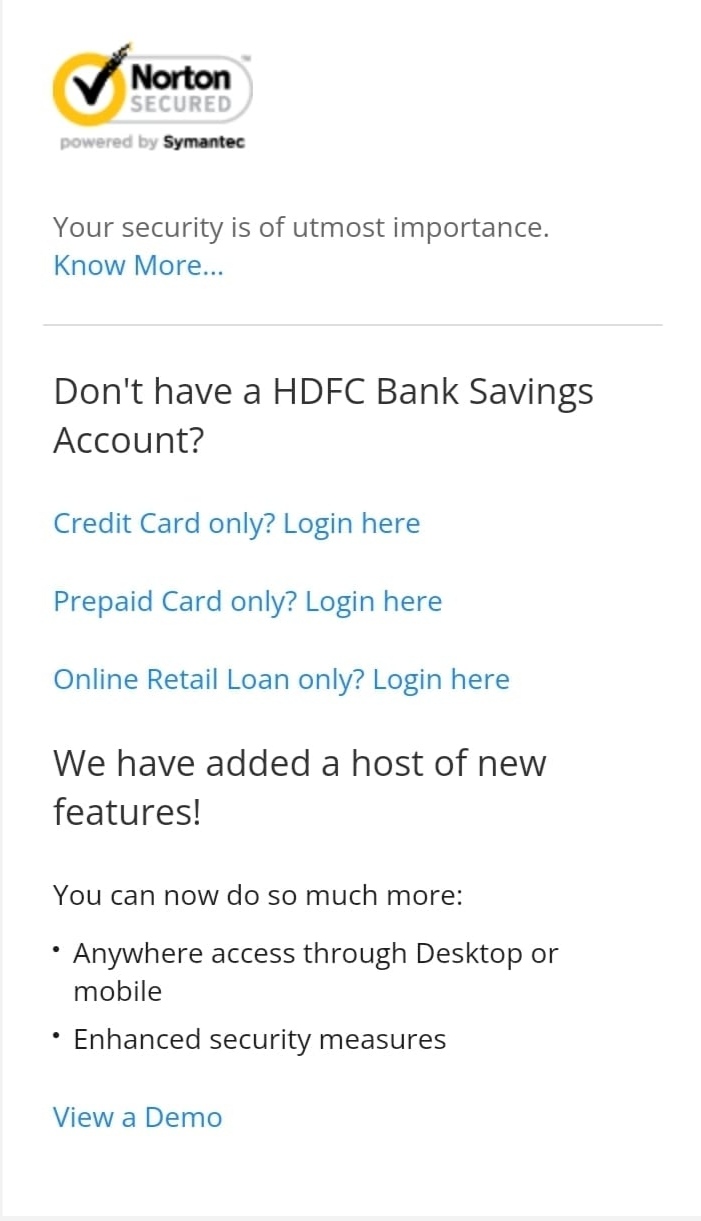 Norton
SECURED
powered by Symantec
Your security is of utmost importance.
Know More...
Don't have a HDFC Bank Savings
Account?
Credit Card only? Login here
Prepaid Card only? Login here
Online Retail Loan only? Login here
We have added a host of new
features!
You can now do so much more:
• Anywhere access through Desktop or
mobile
• Enhanced security measures
View a Demo